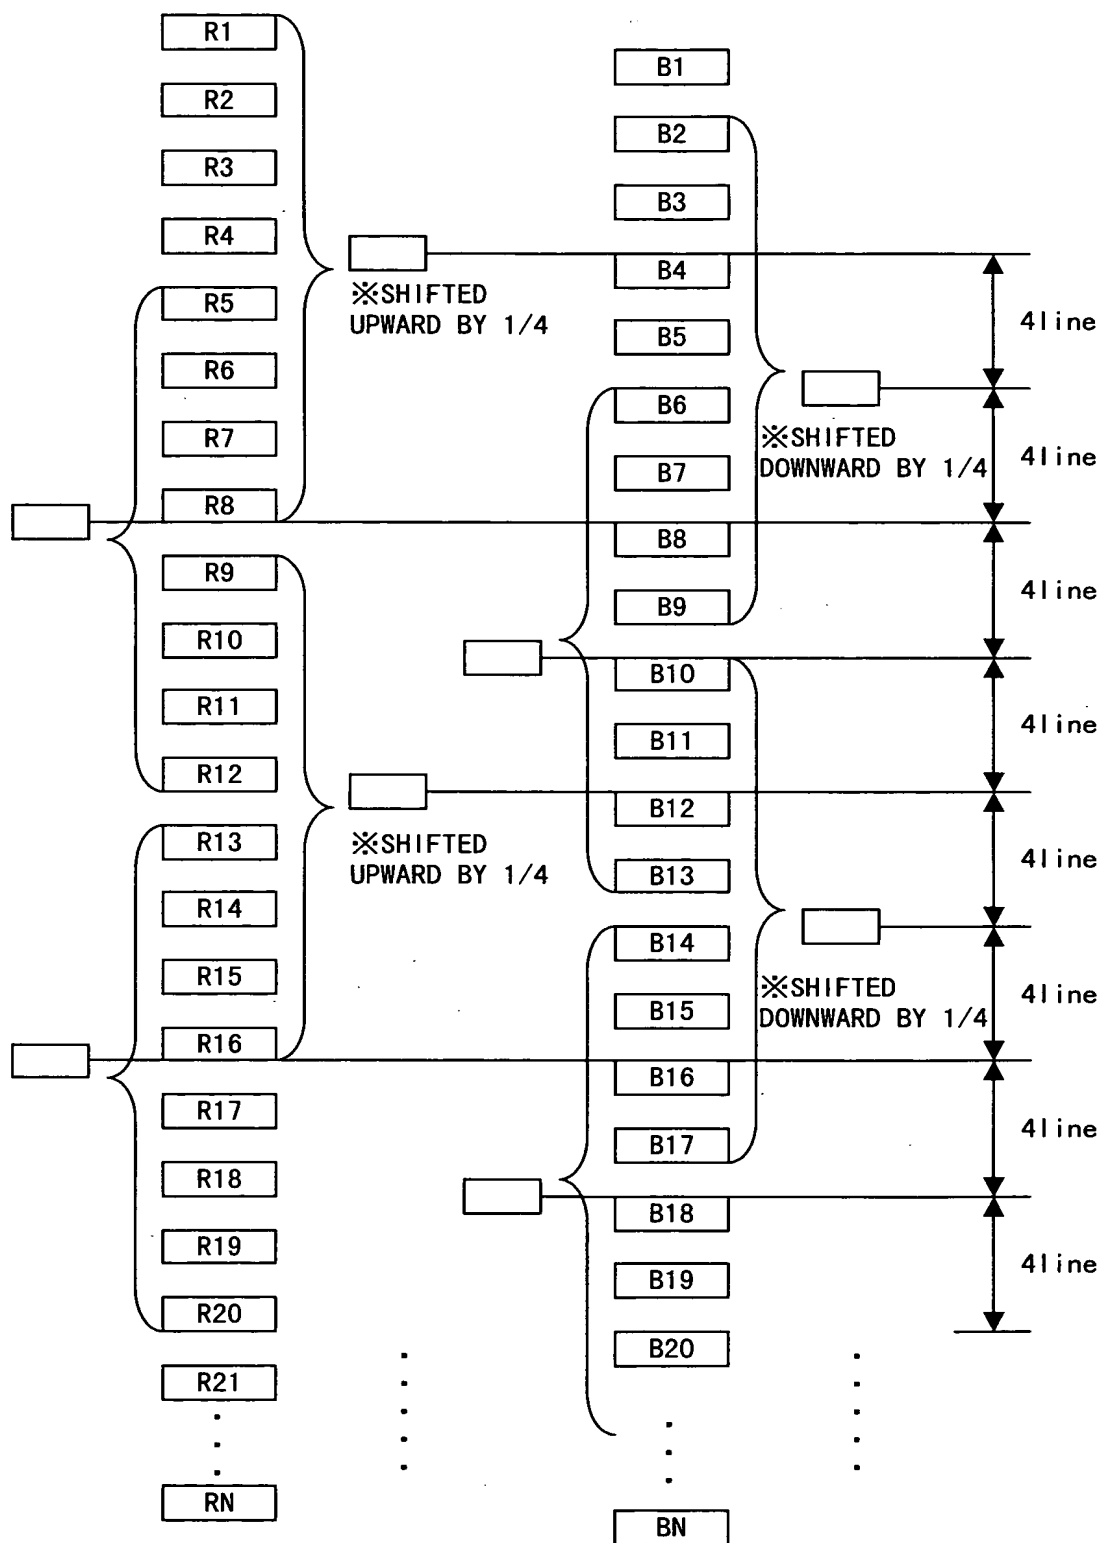 R1
R2
R3
R4
R5
R6
R7
R8
R9
R10
R11
R12
R13
R14
R15
R16
R17
R18
R19
R20
R21
RN
※SHIFTED
UPWARD BY 1/4
※SHIFTED
UPWARD BY 1/4
B1
B2
B3
B4
B5
B6
B7
B8
B9
B10
B11
B12
B13
B14
B15
B16
B17
B18
B19
B20
BN
※SHIFTED
DOWNWARD BY 1/4
※SHIFTED
DOWNWARD BY 1/4
4line
4line
4line
4line
4line
4line
4line
4line